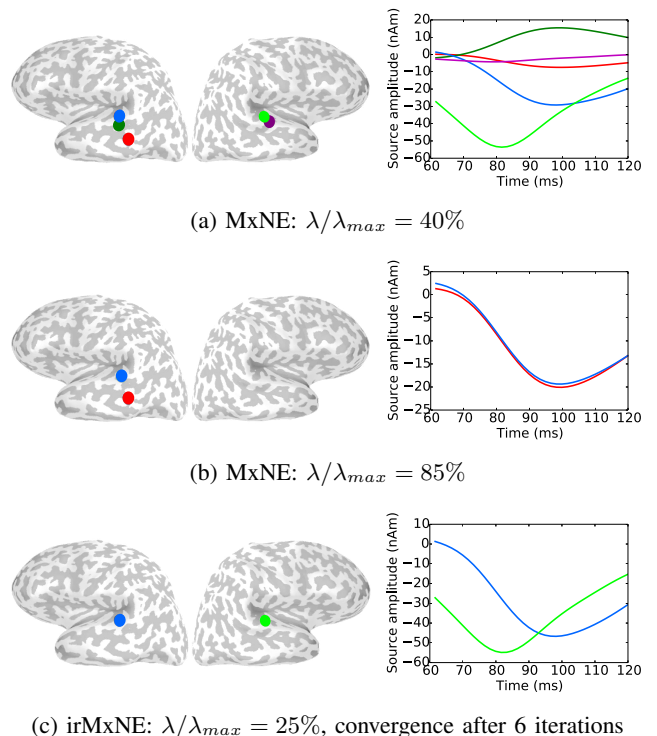 20
10
0
−10
−20
−30
−40
−50
−60
60 70 80 90 100 110 120
Time (ms)
Source amplitude (nAm)
(a) MxNE: λ/λmax = 40%
5
0
−5
−10
−15
−20
−25
60 70 80 90 100 110 120
Time (ms)
Source amplitude (nAm)
(b) MxNE: λ/λmax = 85%
10
0
−10
−20
−30
−40
−50
−60
60 70 80 90 100 110 120
Time (ms)
Source amplitude (nAm)
(c) irMxNE: λ/λmax = 25%, convergence after 6 iterations